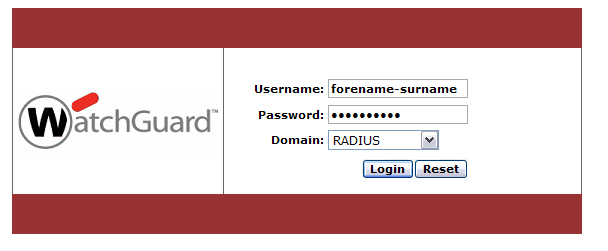 WatchGuard™
Username: forename-surname
Password: ••••••••••
Domain: RADIUS
Login Reset